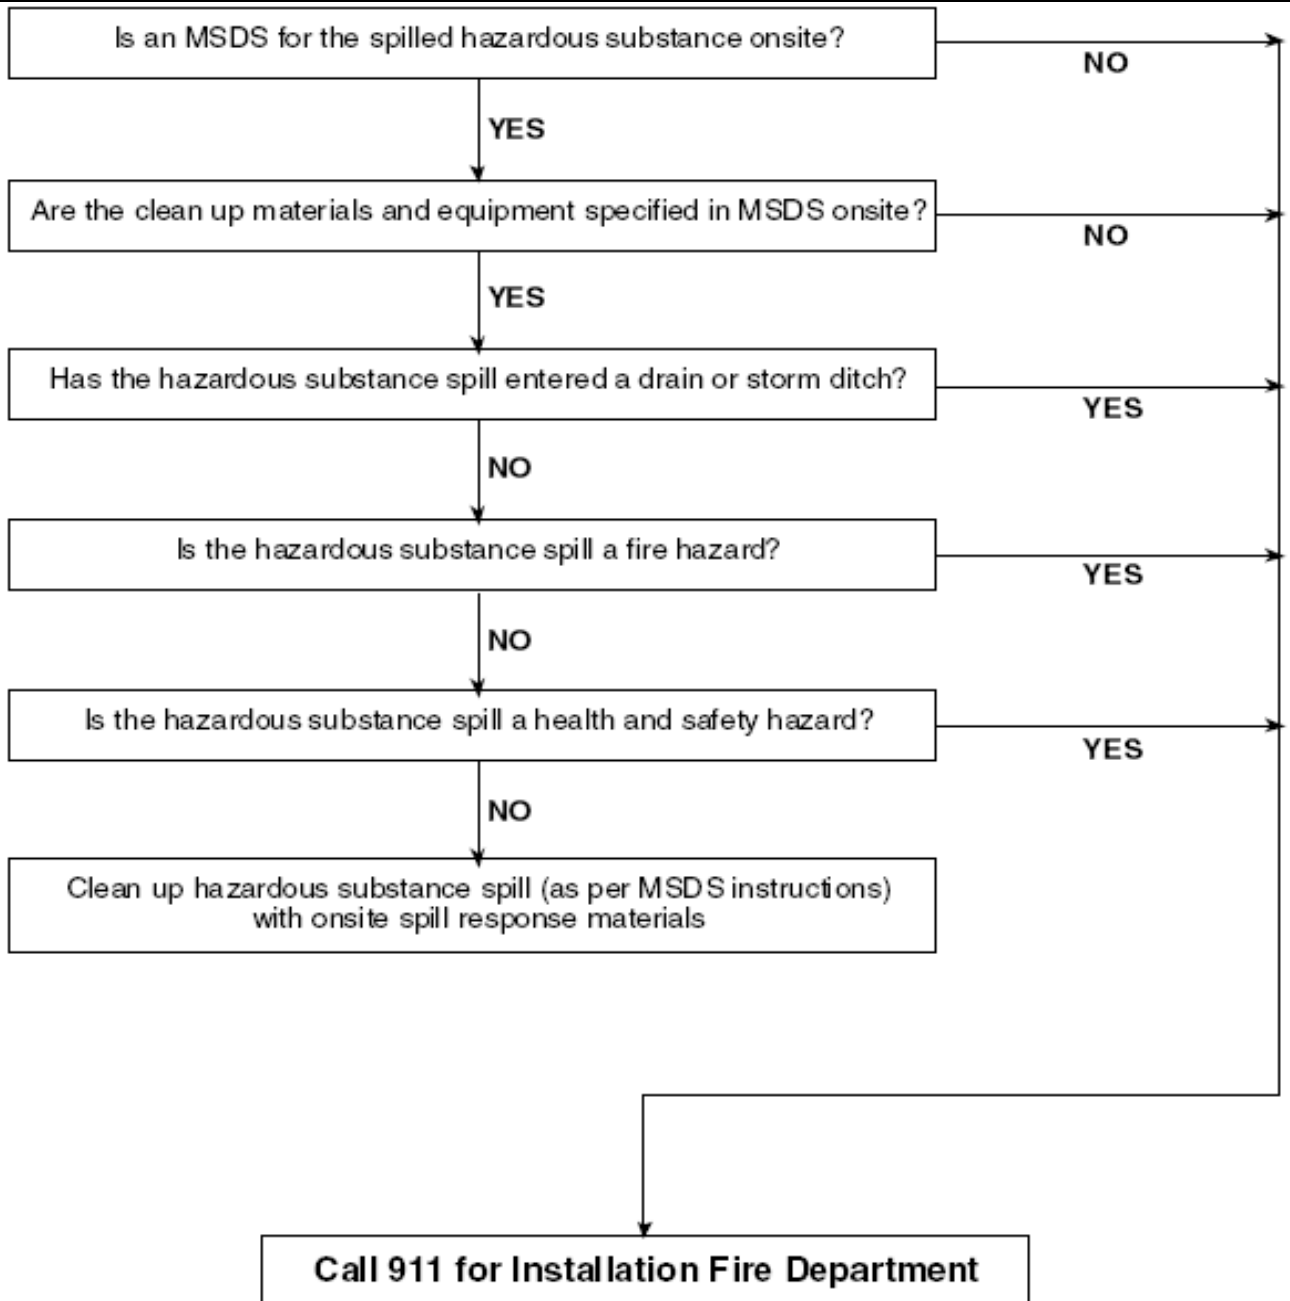 Is an MSDS for the spilled hazardous substance onsite?
NO
YES
Are the clean up materials and equipment specified in MSDS onsite?
NO
YES
Has the hazardous substance spill entered a drain or storm ditch?
YES
NO
Is the hazardous substance spill a fire hazard?
YES
NO
Is the hazardous substance spill a health and safety hazard?
YES
NO
Clean up hazardous substance spill (as per MSDS instructions)
with onsite spill response materials
Call 911 for Installation Fire Department